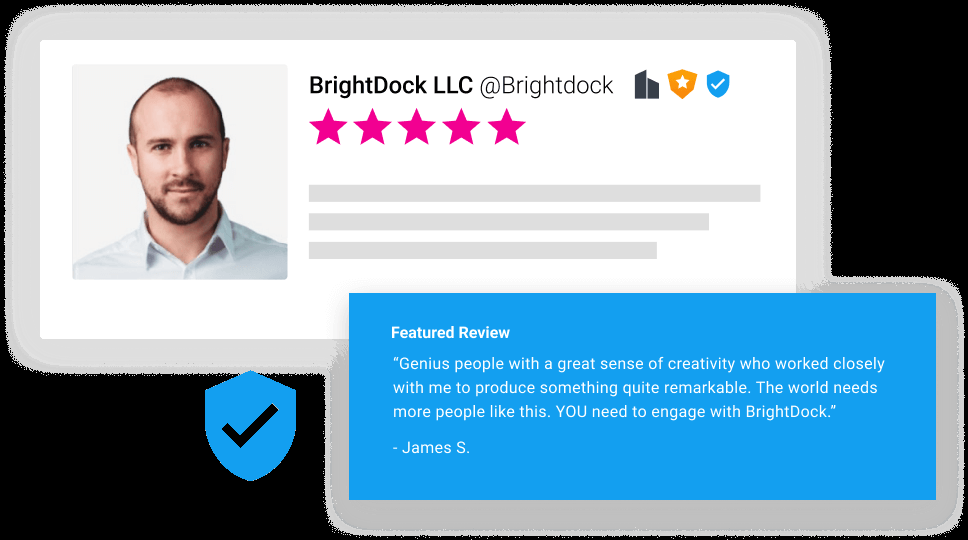 BrightDock LLC @Brightdock
Featured Review
“Genius people with a great sense of creativity who worked closely
with me to produce something quite remarkable. The world needs
more people like this. YOU need to engage with BrightDock.”
- James S.